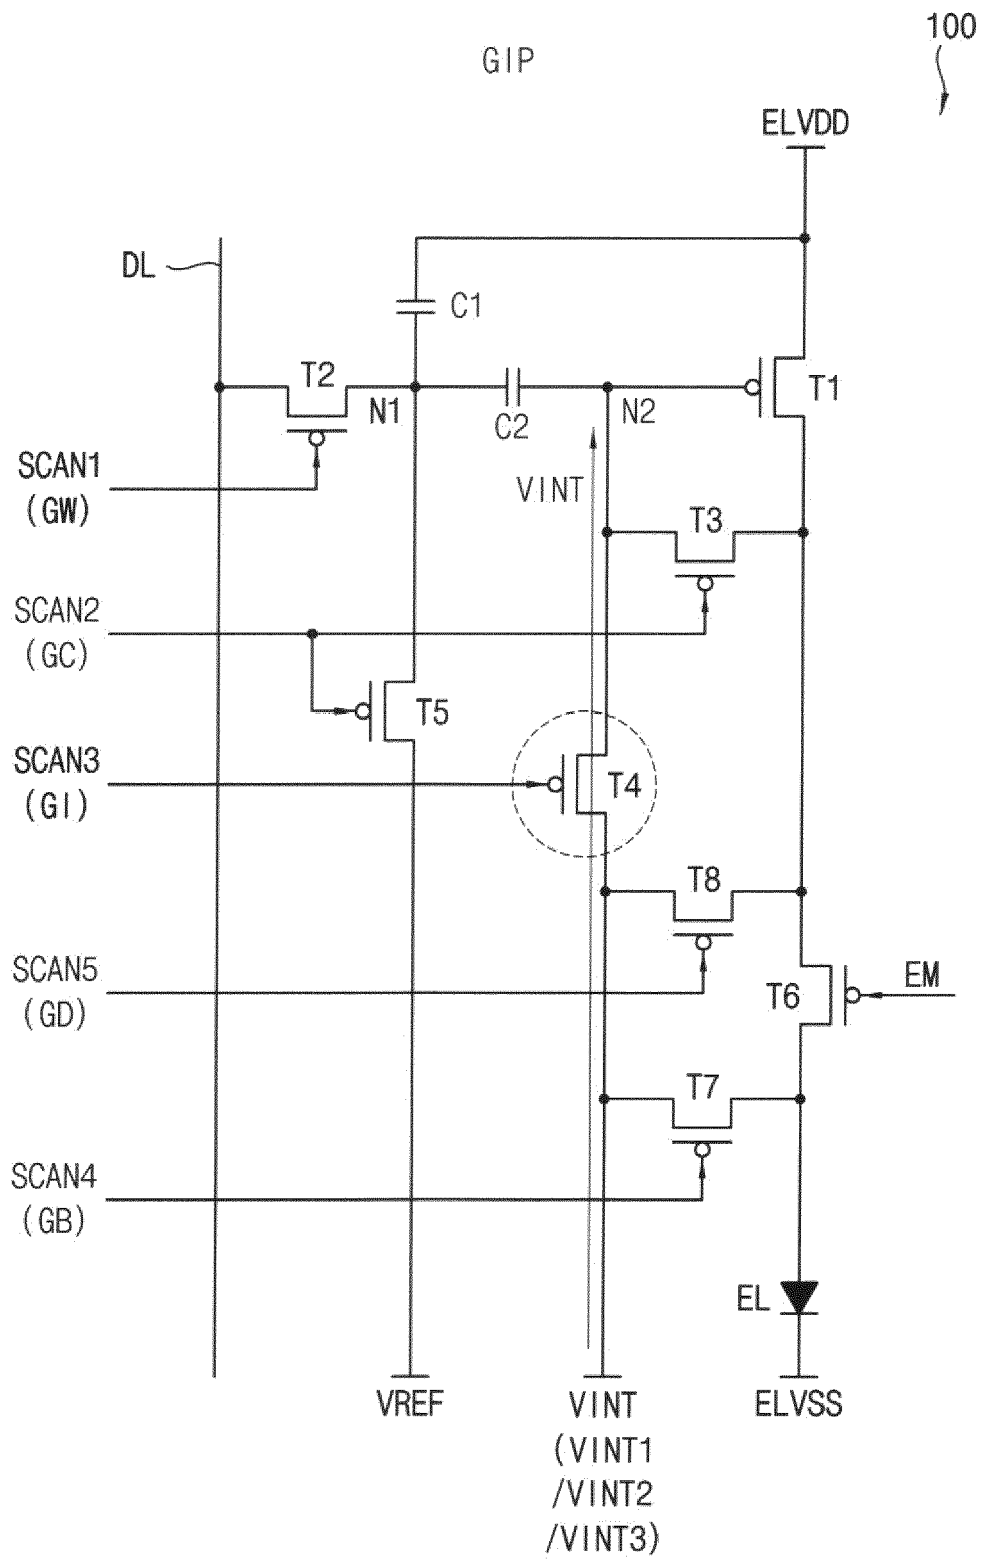 100
GIP
ELVDD
DL
C1
T2
T1
N1
C2
N2
SCAN1
(GW)
VINT
T3
SCAN2
(GC)
T5
SCAN3
(GI)
T4
T8
SCAN5
(GD)
EM
T6
T7
SCAN4
(GB)
EL
VREF
VINT
(VINT1
/VINT2
/VINT3)
ELVSS